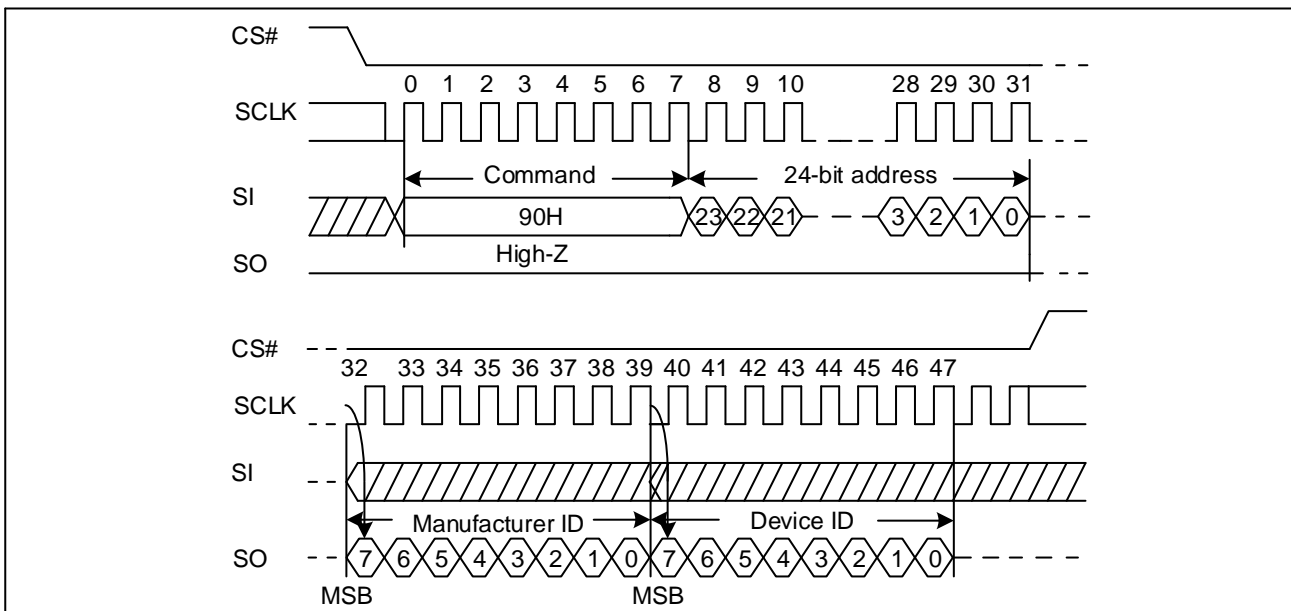 CS#
0 1 2 3 4 5 6 7 8 9 10 28 29 30 31
SCLK
Command 24-bit address
SI
90H 23 22 21 3 2 1 0
High-Z
SO
CS#
32 33 34 35 36 37 38 39 40 41 42 43 44 45 46 47
SCLK
SI
Manufacturer ID Device ID
SO 7 6 5 4 3 2 1 0 7 6 5 4 3 2 1 0
MSB MSB